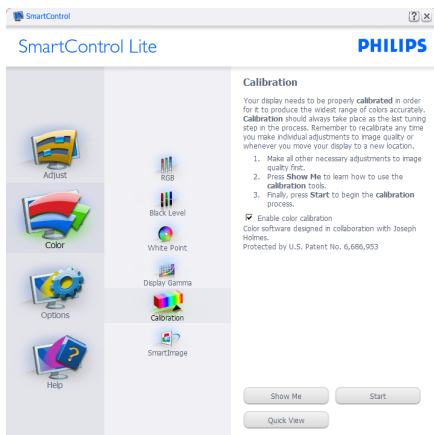 SmartControl
SmartControl Lite
PHILIPS
Adjust
Color
Options
Help
RGB
Black Level
White Point
Display Gamma
Calibration
SmartImage
Calibration
Your display needs to be properly calibrated in order
for it to produce the widest range of colors accurately.
Calibration should always take place as the last tuning
step in the process. Remember to recalibrate any time
you make individual adjustments to image quality or
whenever you move your display to a new location.
1. Make all other necessary adjustments to image
quality first.
2. Press Show Me to learn how to use the
calibration tools.
3. Finally, press Start to begin the calibration
process.
Enable color calibration
Color software designed in collaboration with Joseph
Holmes.
Protected by U.S. Patent No. 6,686,953
Show Me
Start
Quick View